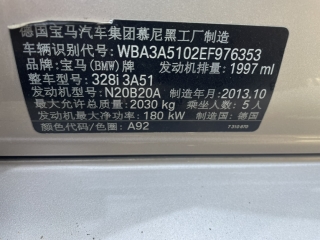 德国宝马汽车集团慕尼黑工厂制造
车辆识别代号: WBA3A5102EF976353
品牌: 宝马(BMW)牌 发动机排量: 1997 ml
整车型号: 328i 3A51
发动机型号: N20B20A 制造年月: 2013.10
最大允许总质量: 2030 kg 乘坐人数: 5 人
发动机最大净功率: 180 kW 制造国: 德国
颜色代码/色圈: A92